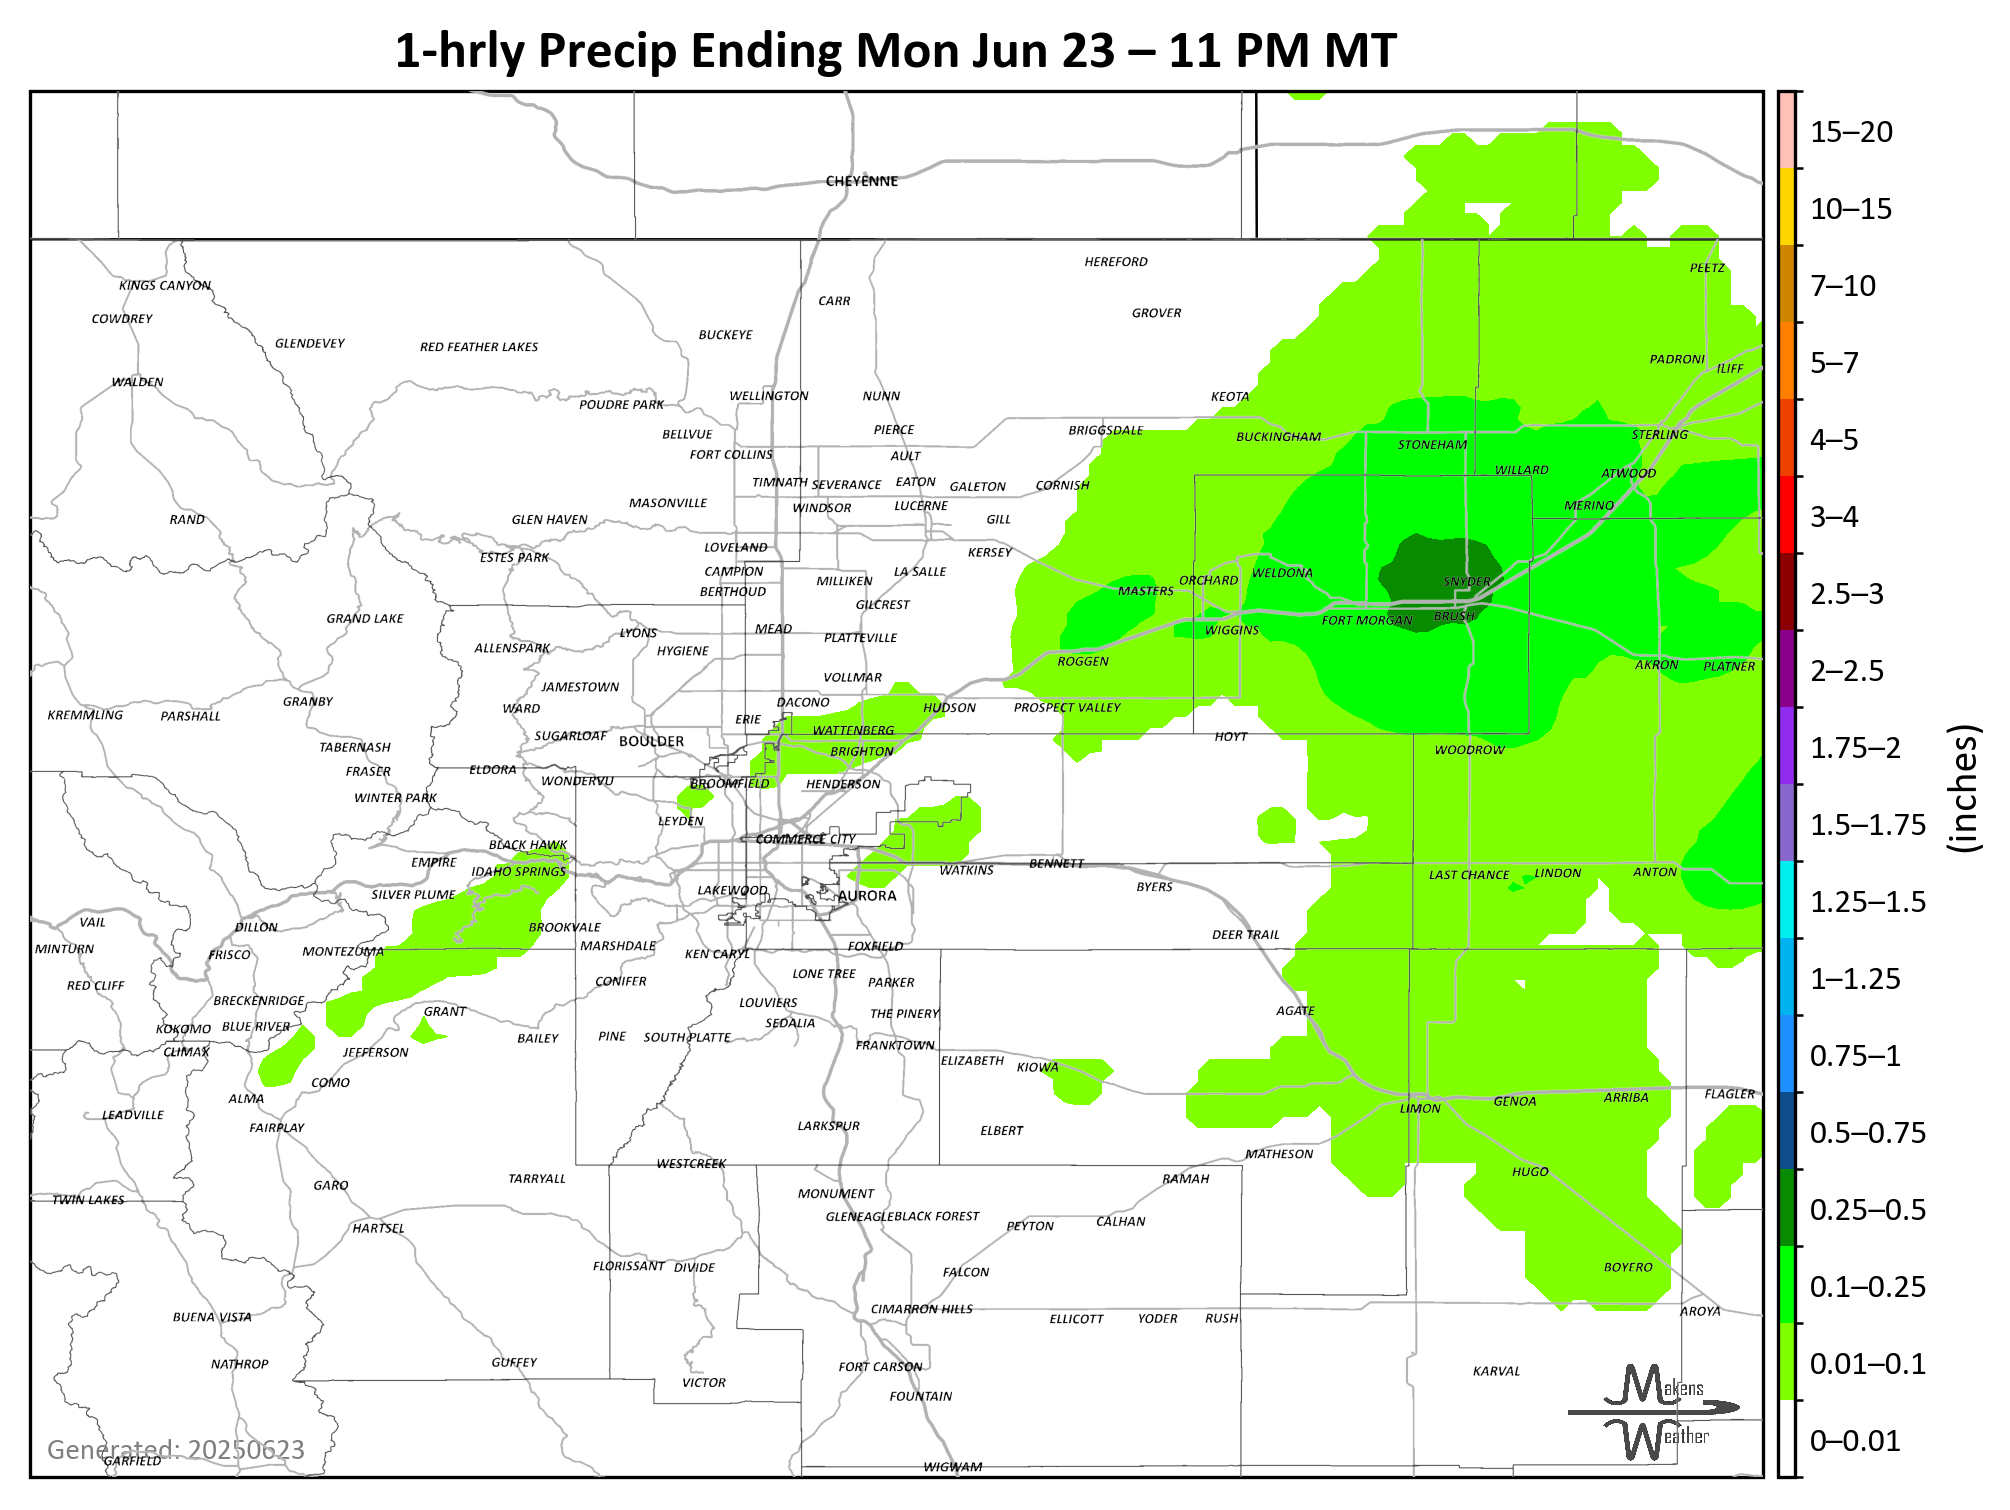 1-hrly Precip Ending Mon Jun 23 – 11 PM MT
15–20
CHEYENNE
10–15
HEREFORD
PEETZ
KINGS CANYON
7–10
CARR
GROVER
COWDREY
BUCKEYE
GLENDEVEY
RED FEATHER LAKES
PADRONI
5–7
ILIFF
WALDEN
WELLINGTON
NUNN
KEOTA
POUDRE PARK
PIERCE
BRIGGSDALE
BELLVUE
BUCKINGHAM
STERLING
4–5
STONEHAM
FORT COLLINS
AULT
WILLARD
ATWOOD
TIMNATH
SEVERANCE
EATON
GALETON
CORNISH
MASONVILLE
WINDSOR
LUCERNE
MERINO
3–4
RAND
GLEN HAVEN
GILL
LOVELAND
KERSEY
ESTES PARK
CAMPION
LA SALLE
WELDONA
MILLIKEN
ORCHARD
SNYDER
BERTHOUD
MASTERS
2.5–3
GILCREST
GRAND LAKE
BRUSH
FORT MORGAN
LYONS
MEAD
WIGGINS
PLATTEVILLE
ALLENSPARK
HYGIENE
ROGGEN
AKRON
PLATNER
2–2.5
VOLLMAR
JAMESTOWN
GRANBY
DACONO
WARD
HUDSON
PROSPECT VALLEY
KREMMLING
PARSHALL
ERIE
WATTENBERG
SUGARLOAF
HOYT
BOULDER
TABERNASH
BRIGHTON
WOODROW
1.75–2
FRASER
ELDORA
WONDERVU
BROOMFIELD
HENDERSON
WINTER PARK
LEYDEN
1.5–1.75
(inches)
COMMERCE CITY
BLACK HAWK
EMPIRE
BENNETT
IDAHO SPRINGS
WATKINS
LAST CHANCE
LINDON
ANTON
BYERS
SILVER PLUME
LAKEWOOD
AURORA
1.25–1.5
VAIL
DILLON
BROOKVALE
DEER TRAIL
MINTURN
FRISCO
MONTEZUMA
MARSHDALE
KEN CARYL
FOXFIELD
LONE TREE
1–1.25
RED CLIFF
CONIFER
PARKER
BRECKENRIDGE
LOUVIERS
GRANT
AGATE
THE PINERY
KOKOMO
BLUE RIVER
SEDALIA
BAILEY
PINE
SOUTH PLATTE
CLIMAX
JEFFERSON
FRANKTOWN
0.75–1
ELIZABETH
KIOWA
COMO
ALMA
LIMON
GENOA
ARRIBA
FLAGLER
LEADVILLE
FAIRPLAY
LARKSPUR
ELBERT
0.5–0.75
MATHESON
WESTCREEK
HUGO
TARRYALL
RAMAH
GARO
MONUMENT
TWIN LAKES
0.25–0.5
GLENEAGLE
BLACK FOREST
CALHAN
HARTSEL
PEYTON
FLORISSANT
DIVIDE
FALCON
BOYERO
0.1–0.25
BUENA VISTA
CIMARRON HILLS
ELLICOTT
YODER
RUSH
AROYA
NATHROP
GUFFEY
FORT CARSON
KARVAL
0.01–0.1
VICTOR
FOUNTAIN
Makens
Weather
Generated: 20250623
GARFIELD
WIGWAM
0–0.01